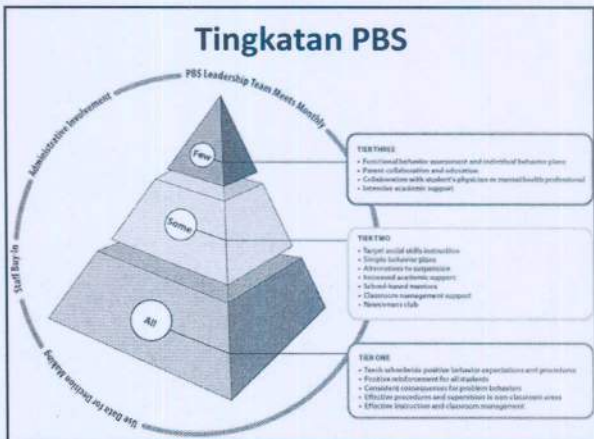 Tingkatan PBS
PBS Leadership Team Meets Monthly
Administrative Involvement
Staff Buy-In
Use Data for Decision Making
Few
Some
All
TIER THREE
• Functional behavior assessment and individual behavior plans
• Parent collaboration and education
• Collaboration with student's physician or mental health professional
• Intensive academic support
TIER TWO
• Target social skills instruction
• Simple behavior plans
• Alternatives to suspension
• Increased academic support
• School-based mentors
• Classroom management support
• Newcomers club
TIER ONE
• Teach schoolwide positive behavior expectations and procedures
• Positive reinforcement for all students
• Consistent consequences for problem behaviors
• Effective procedures and supervision in non-classroom areas
• Effective instruction and classroom management